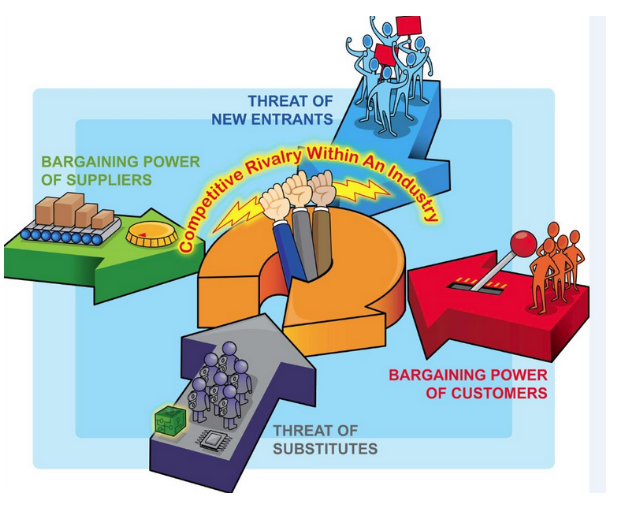 THREAT OF
NEW ENTRANTS
BARGAINING POWER
OF SUPPLIERS
Competitive Rivalry Within An Industry
BARGAINING POWER
OF CUSTOMERS
THREAT OF
SUBSTITUTES